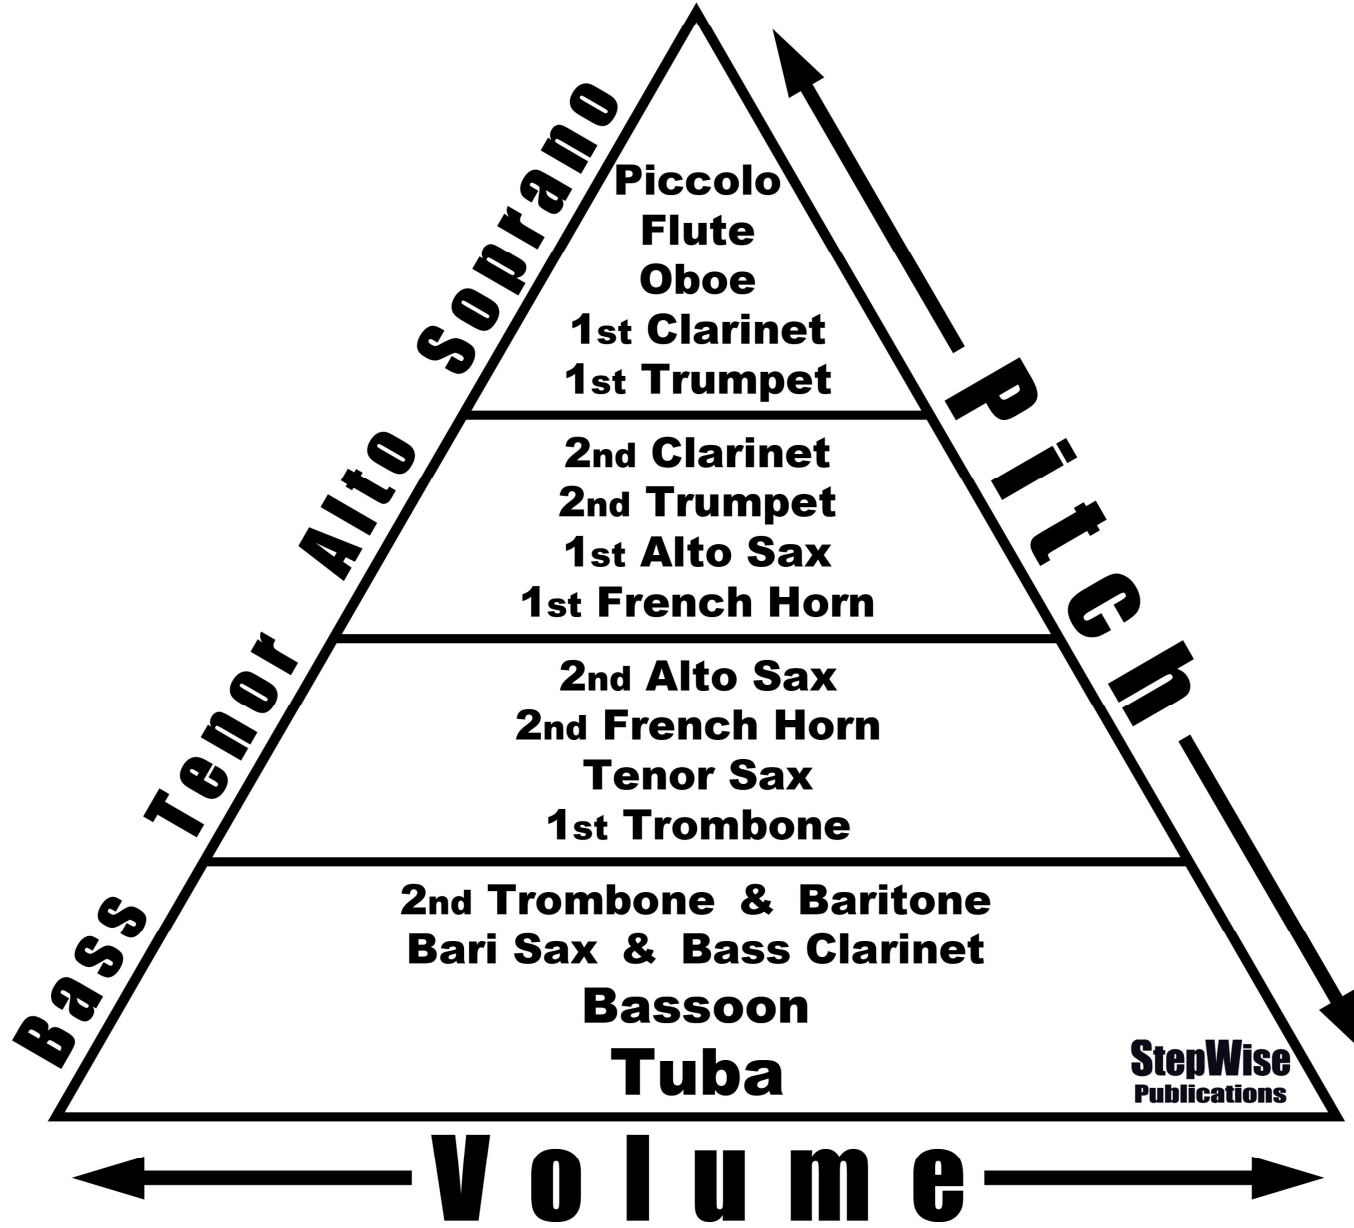 Soprano
Piccolo
Flute
Oboe
1st Clarinet
1st Trumpet
Alto
2nd Clarinet
2nd Trumpet
1st Alto Sax
1st French Horn
Tenor
2nd Alto Sax
2nd French Horn
Tenor Sax
1st Trombone
Bass
2nd Trombone & Baritone
Bari Sax & Bass Clarinet
Bassoon
Tuba
Pitch
StepWise
Publications
Volume